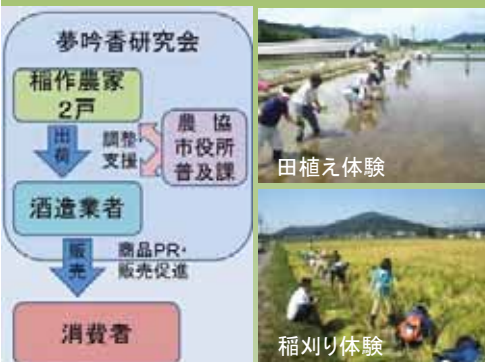 夢吟香研究会
稲作農家
2戸
出荷
調整
支援
農協
市役所
普及課
酒造業者
販売
商品PR・
販売促進
消費者
田植え体験
稲刈り体験